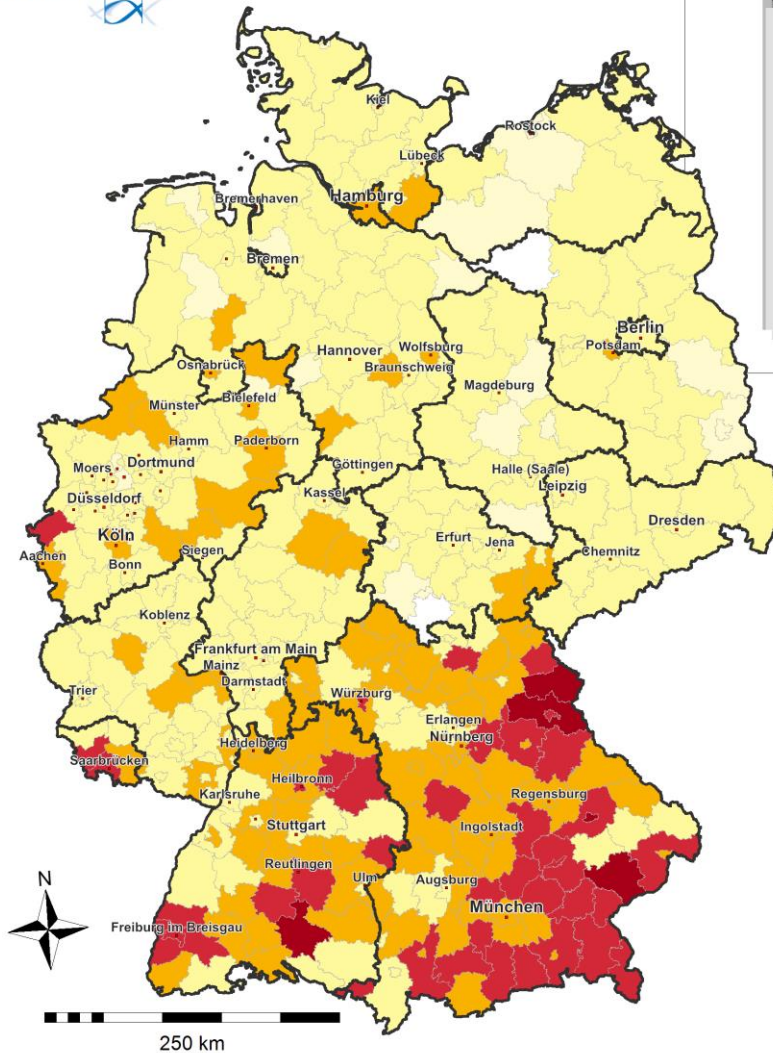 Kiel
Rostock
Lübeck
Hamburg
Bremerhaven
Bremen
Berlin
Potsdam
Hannover
Wolfsburg
Braunschweig
Osnabrück
Bielefeld
Magdeburg
Münster
Hamm
Paderborn
Moers
Dortmund
Göttingen
Halle (Saale)
Leipzig
Düsseldorf
Kassel
Dresden
Köln
Erfurt
Jena
Aachen
Siegen
Chemnitz
Bonn
Koblenz
Frankfurt am Main
Mainz
Darmstadt
Trier
Würzburg
Erlangen
Nürnberg
Heidelberg
Saarbrücken
Heilbronn
Karlsruhe
Regensburg
Stuttgart
Ingolstadt
Reutlingen
Ulm
Augsburg
München
N
Freiburg im Breisgau
250 km